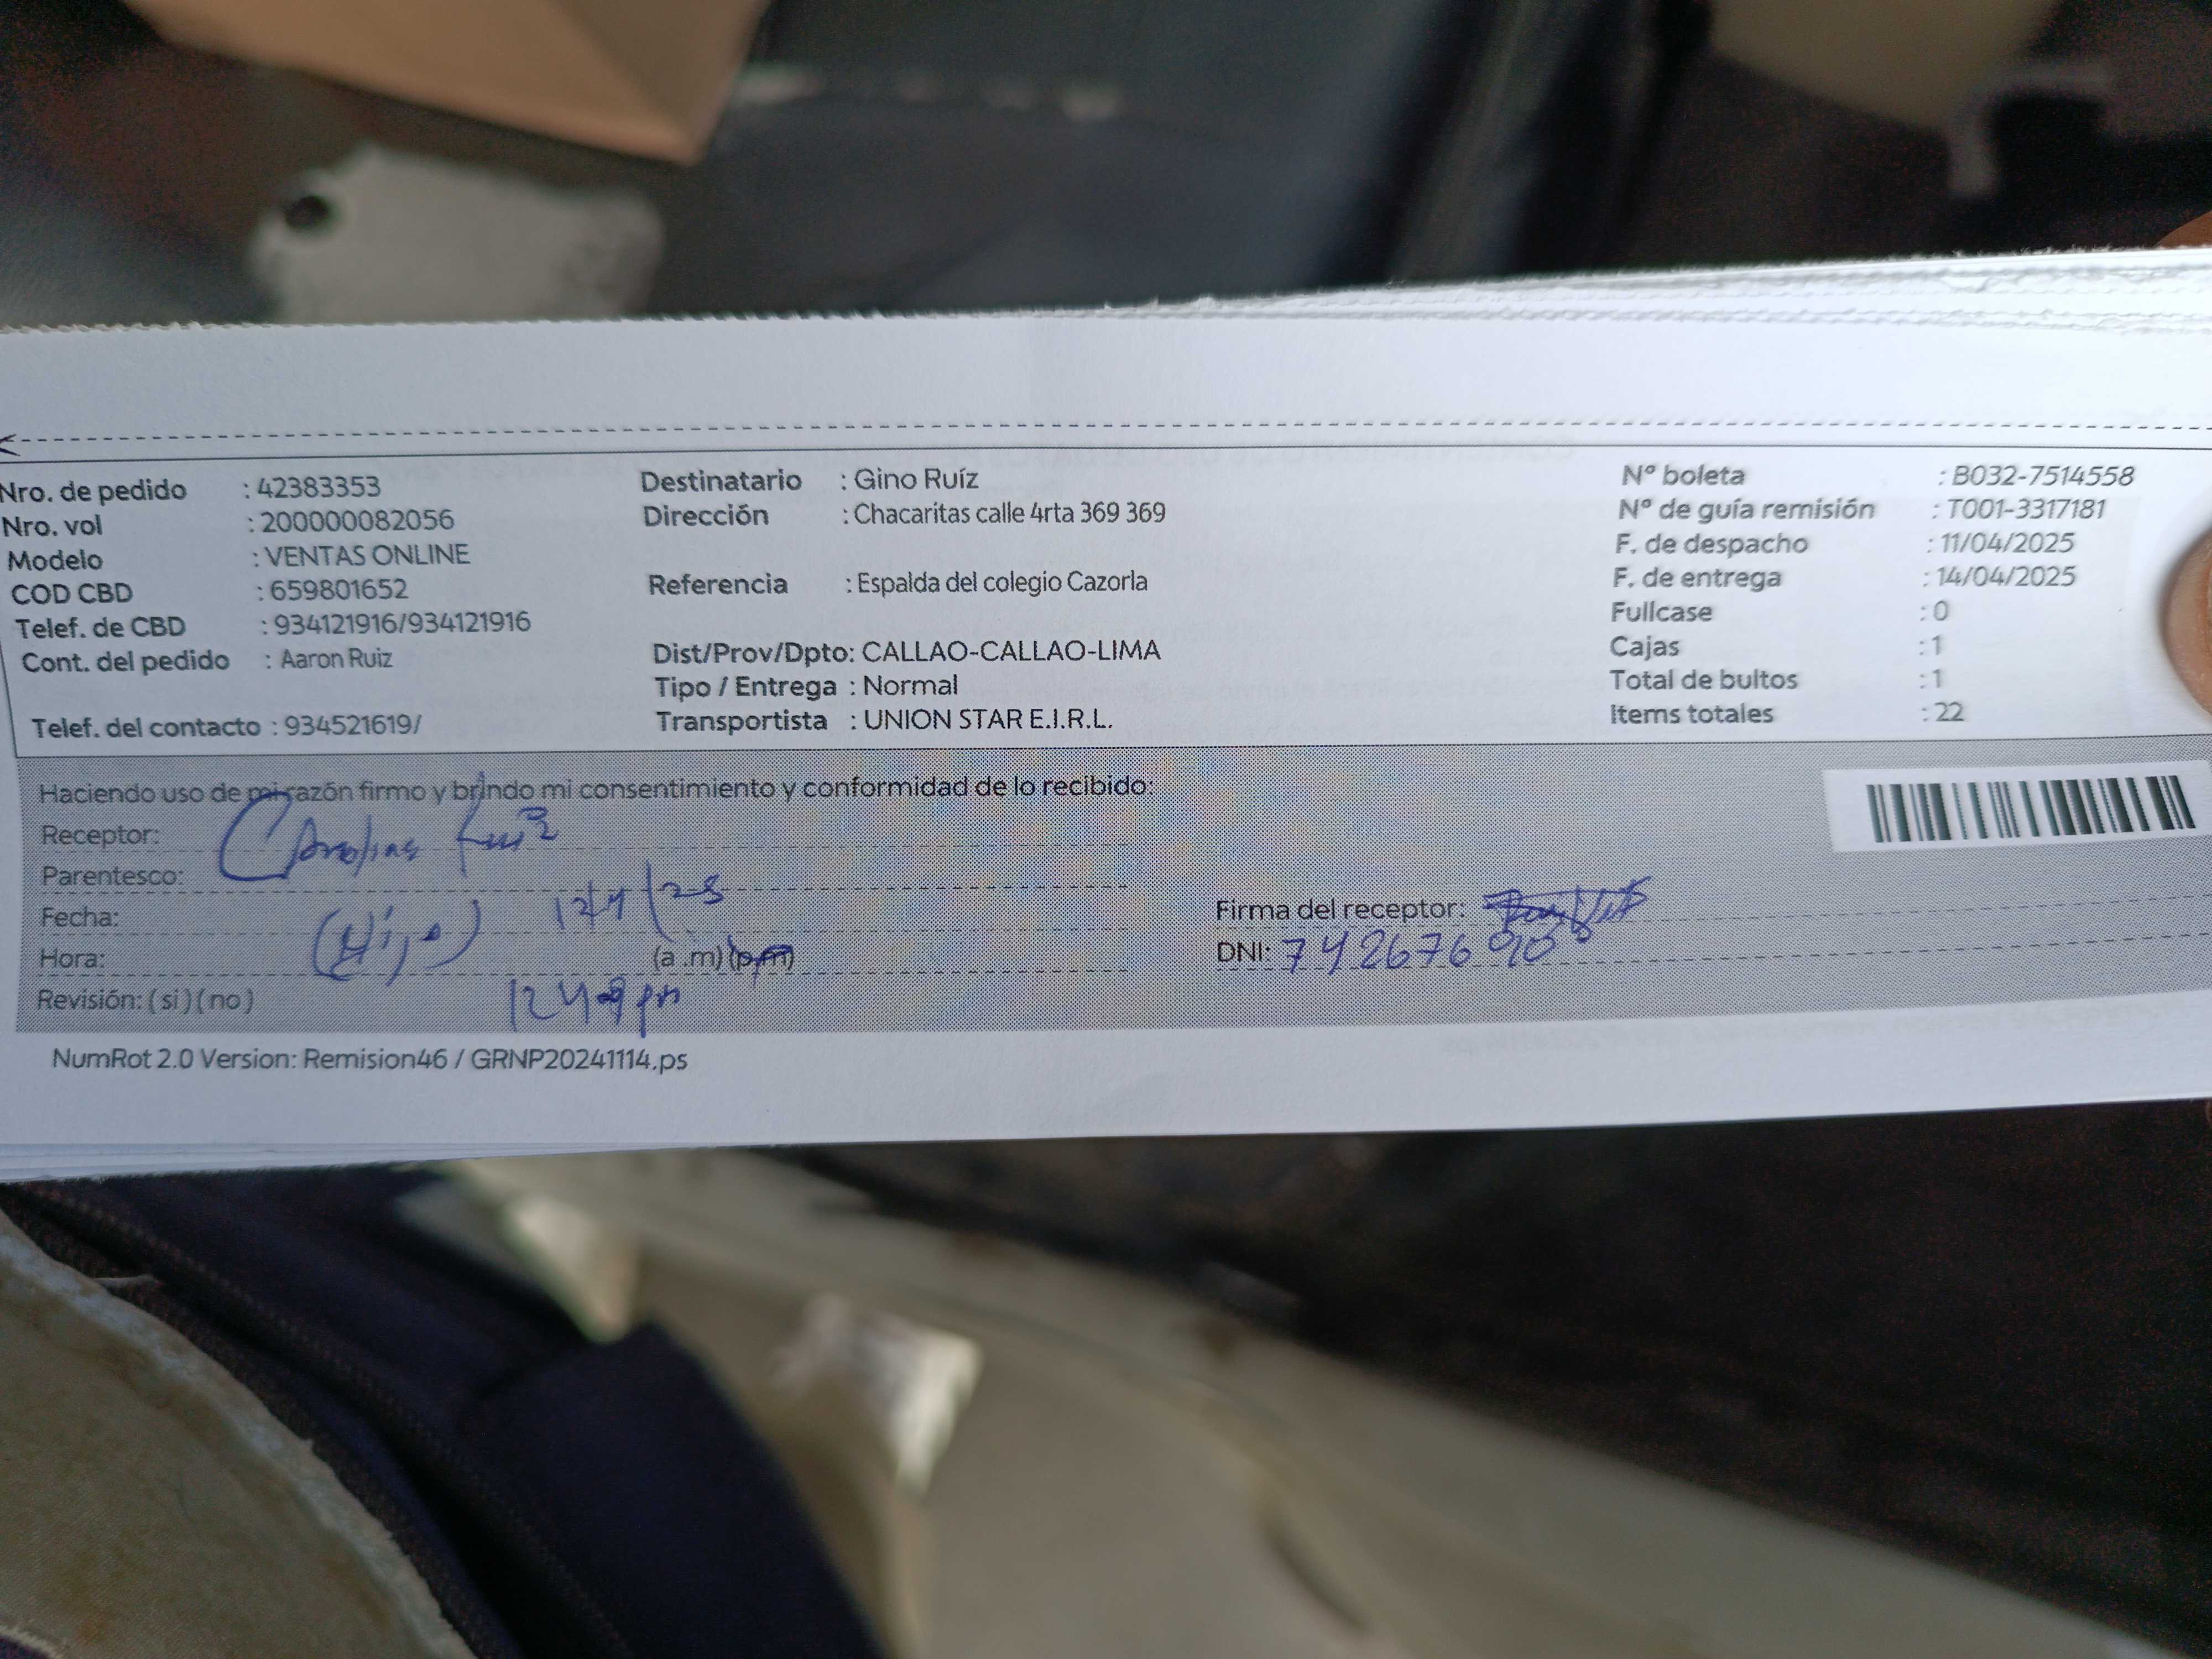 Nro. de pedido : 42383353
Nro. vol : 200000082056
Modelo : VENTAS ONLINE
COD CBD : 659801652
Telef. de CBD : 934121916/934121916
Cont. del pedido : Aaron Ruiz
Telef. del contacto : 934521619/
Destinatario : Gino Ruíz
Dirección : Chacaritas calle 4rta 369 369
Referencia : Espalda del colegio Cazorla
Dist/Prov/Dpto: CALLAO-CALLAO-LIMA
Tipo / Entrega : Normal
Transportista : UNION STAR E.I.R.L.
Nº boleta : B032-7514558
Nº de guía remisión : T001-3317181
F. de despacho : 11/04/2025
F. de entrega : 14/04/2025
Fullcase : 0
Cajas : 1
Total de bultos : 1
Items totales : 22
Haciendo uso de mi razón firmo y brindo mi consentimiento y conformidad de lo recibido:
Receptor: Ruiz
Parentesco:
Fecha: 12/4/25
Hora: (a .m) (p.m)
Revisión: ( si ) ( no )
Firma del receptor:
DNI: 74267690
NumRot 2.0 Version: Remision46 / GRNP20241114.ps